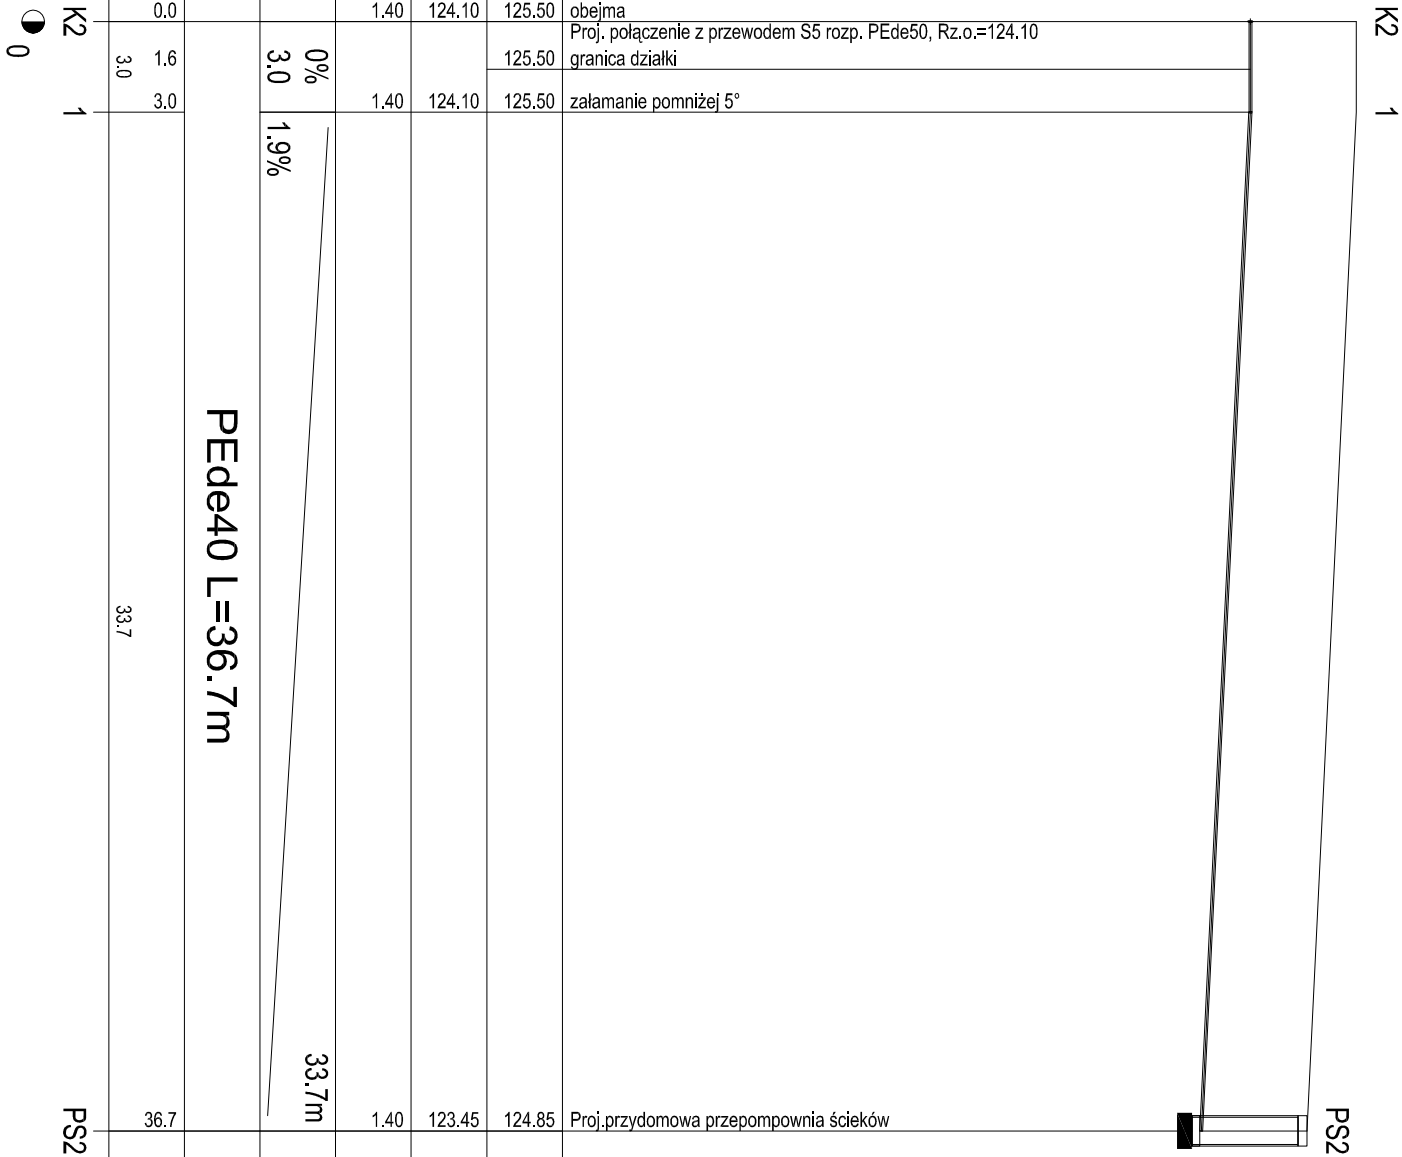 K2
0.0
1.40
124.10
125.50
obejma
K2
Proj. połączenie z przewodem S5 rozp. PEde50, Rz.o.=124.10
0
3.0
1.6
0%
3.0
125.50
granica działki
1
3.0
1.40
124.10
125.50
załamanie pomniżej 5°
1
1.9%
PEde40 L=36.7m
33.7
33.7m
PS2
36.7
1.40
123.45
124.85
Proj.przydomowa przepompownia ścieków
PS2